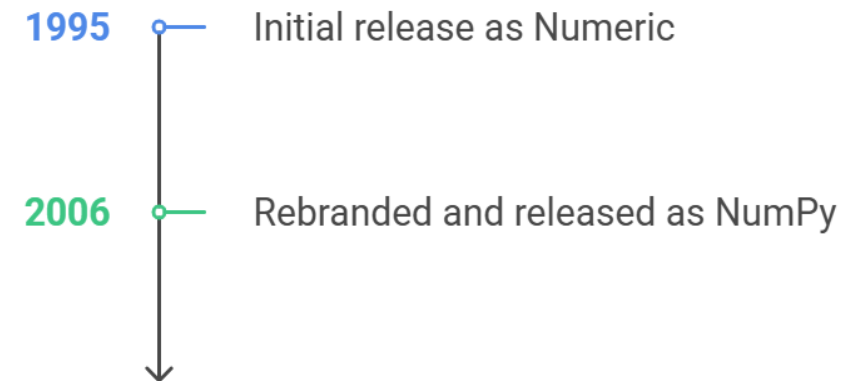 1995 Initial release as Numeric
2006 Rebranded and released as NumPy